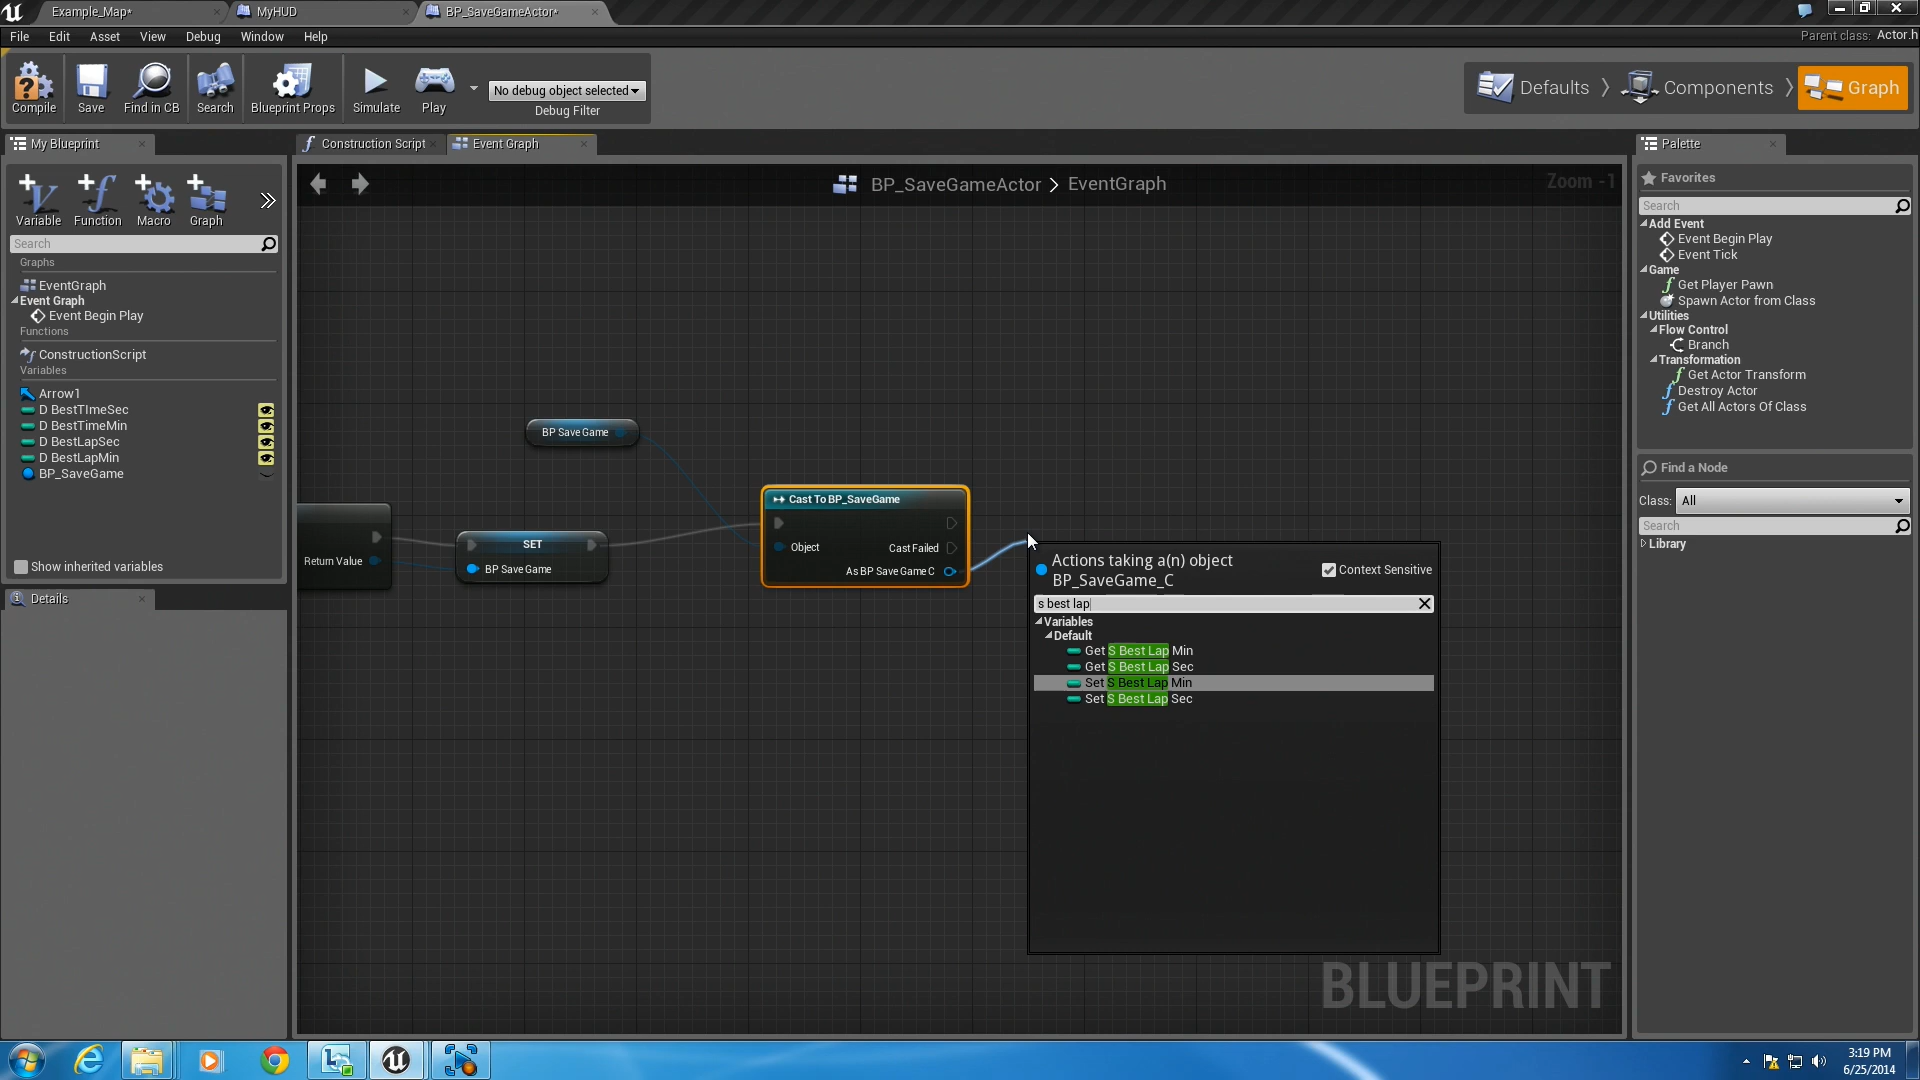 Example_Map*
MyHUD
BP_SaveGameActor*
File Edit Asset View Debug Window Help
Parent class: Actor.h
Compile
Save
Find in CB
Search
Blueprint Props
Simulate
Play
No debug object selected
Debug Filter
Defaults
Components
Graph
My Blueprint
Variable
Function
Macro
Graph
Search
Graphs
EventGraph
Event Graph
Event Begin Play
Functions
ConstructionScript
Variables
Arrow1
D BestTImeSec
D BestTimeMin
D BestLapSec
D BestLapMin
BP_SaveGame
Show inherited variables
Details
Construction Script
Event Graph
BP_SaveGameActor > EventGraph
Zoom -1
BP Save Game
Return Value
SET
BP Save Game
Cast To BP_SaveGame
Object
Cast Failed
As BP Save Game C
Actions taking a(n) object
BP_SaveGame_C
Context Sensitive
s best lap
Variables
Default
Get S Best Lap Min
Get S Best Lap Sec
Set S Best Lap Min
Set S Best Lap Sec
BLUEPRINT
Palette
Favorites
Search
Add Event
Event Begin Play
Event Tick
Game
Get Player Pawn
Spawn Actor from Class
Utilities
Flow Control
Branch
Transformation
Get Actor Transform
Destroy Actor
Get All Actors Of Class
Find a Node
Class: All
Search
Library
3:19 PM
6/25/2014